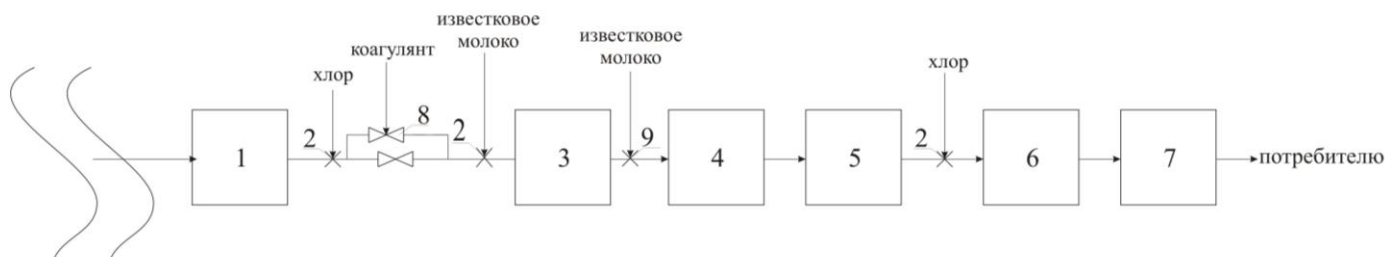 известковое
молоко
коагулянт
известковое
молоко
хлор
хлор
8
2
2
9
2
1
3
4
5
6
7
потребителю